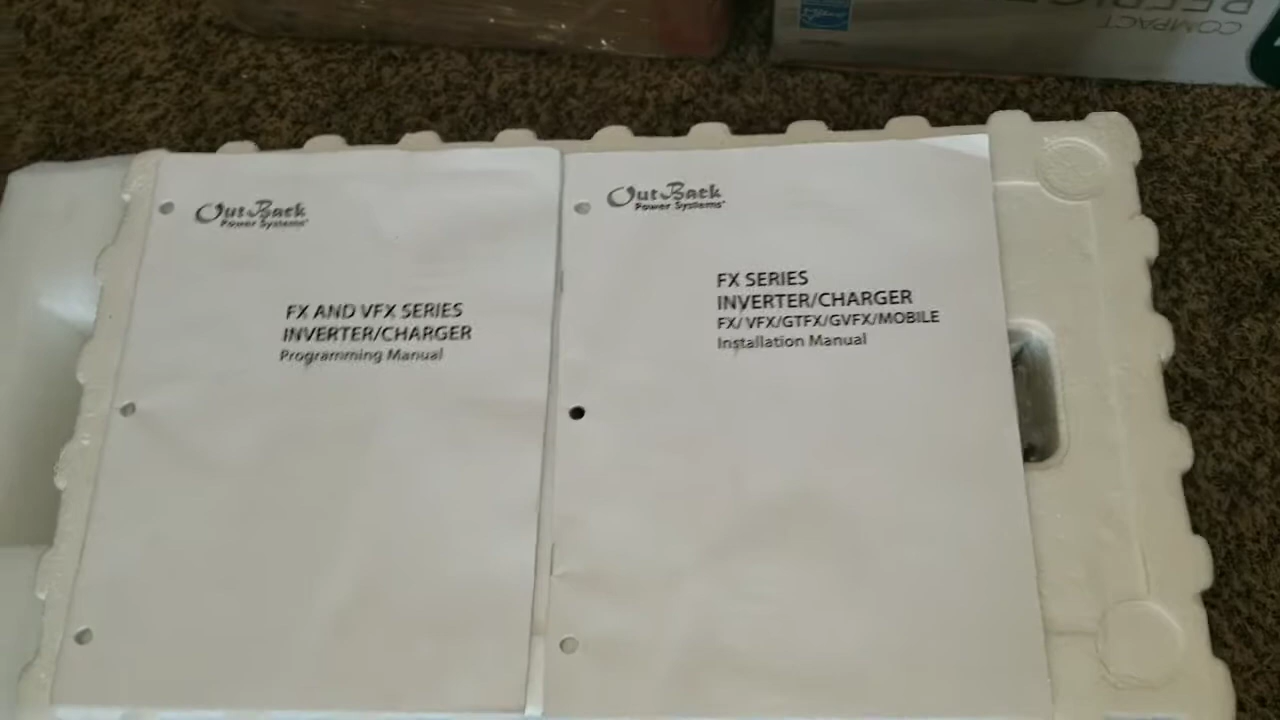 COMPACT
OutBack
Power Systems
FX AND VFX SERIES
INVERTER/CHARGER
Programming Manual
OutBack
Power Systems
FX SERIES
INVERTER/CHARGER
FX/ VFX/GTFX/GVFX/MOBILE
Installation Manual